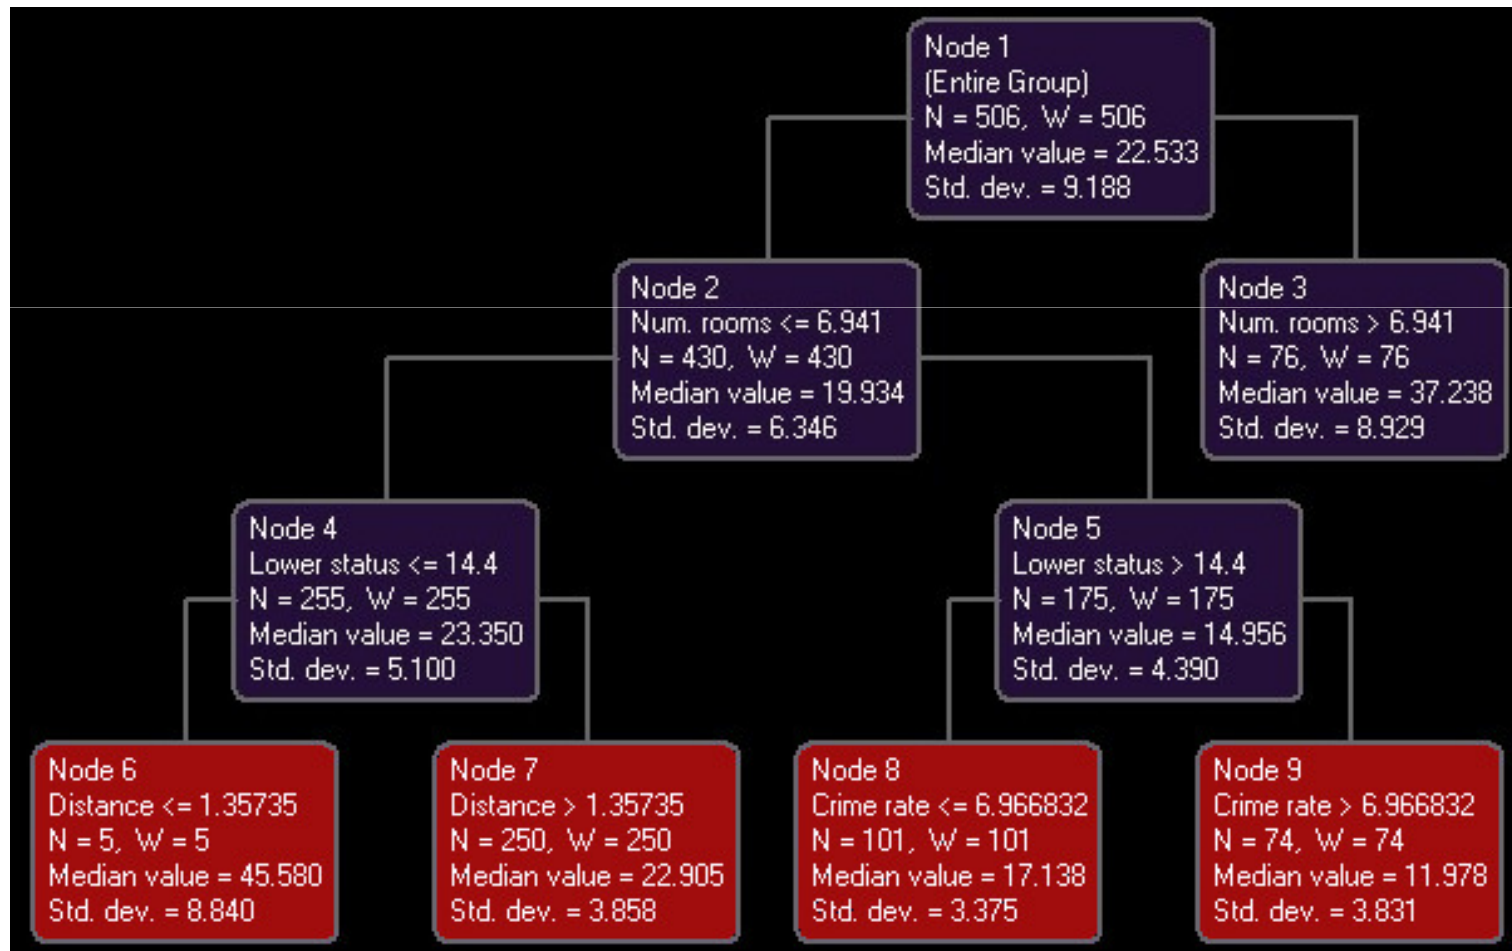 Node 1
(Entire Group)
N = 506, W = 506
Median value = 22.533
Std. dev. = 9.188
Node 2
Num. rooms <= 6.941
N = 430, W = 430
Median value = 19.934
Std. dev. = 6.346
Node 3
Num. rooms > 6.941
N = 76, W = 76
Median value = 37.238
Std. dev. = 8.929
Node 4
Lower status <= 14.4
N = 255, W = 255
Median value = 23.350
Std. dev. = 5.100
Node 5
Lower status > 14.4
N = 175, W = 175
Median value = 14.956
Std. dev. = 4.390
Node 6
Distance <= 1.35735
N = 5, W = 5
Median value = 45.580
Std. dev. = 8.840
Node 7
Distance > 1.35735
N = 250, W = 250
Median value = 22.905
Std. dev. = 3.858
Node 8
Crime rate <= 6.966832
N = 101, W = 101
Median value = 17.138
Std. dev. = 3.375
Node 9
Crime rate > 6.966832
N = 74, W = 74
Median value = 11.978
Std. dev. = 3.831